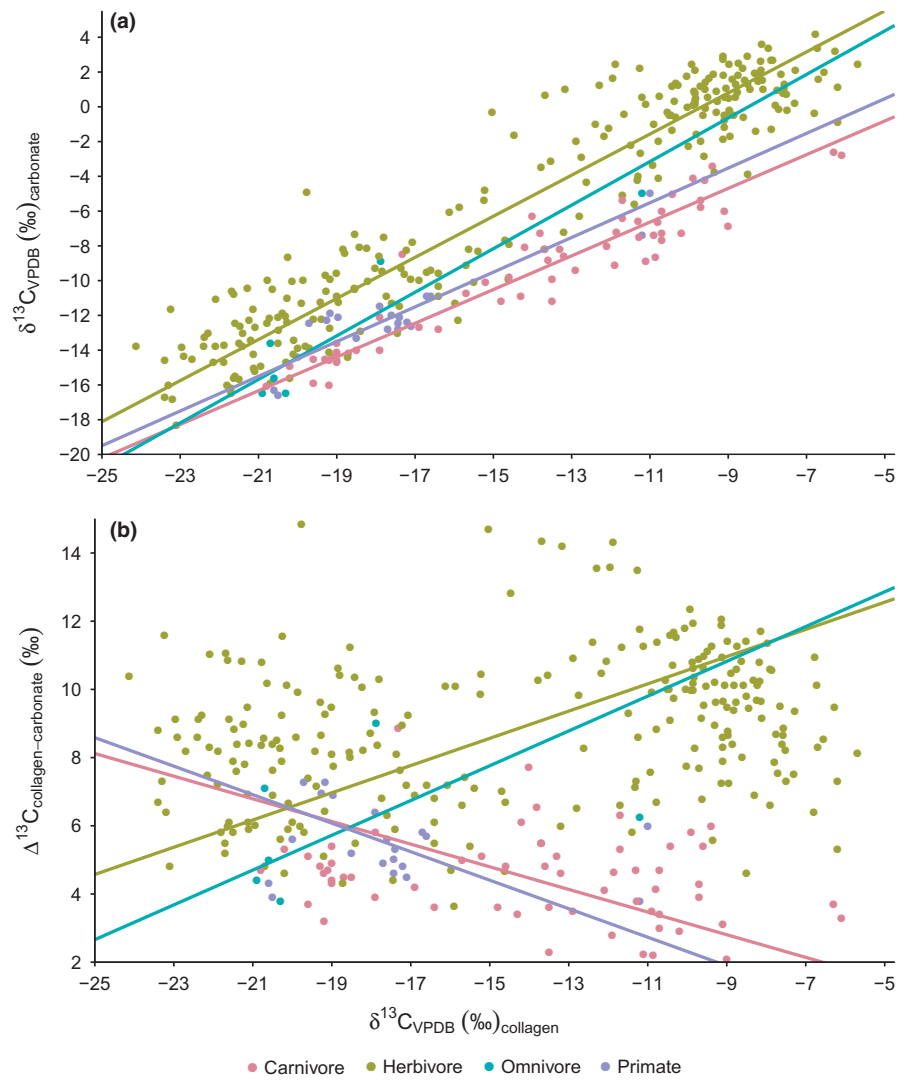 (a)
δ13CVPDB (‰)carbonate
4
2
0
−2
−4
−6
−8
−10
−12
−14
−16
−18
−20
−25 −23 −21 −19 −17 −15 −13 −11 −9 −7 −5
(b)
Δ13Ccollagen–carbonate (‰)
14
12
10
8
6
4
2
−25 −23 −21 −19 −17 −15 −13 −11 −9 −7 −5
δ13CVPDB (‰)collagen
Carnivore Herbivore Omnivore Primate